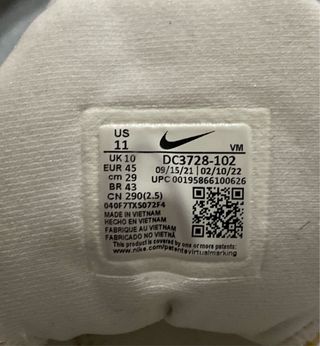 US
11
VM
UK 10
EUR 45
cm 29
BR 43
CN 290(2.5)
DC3728-102
09/15/21 | 02/10/22
UPC 00195866100626
040F7TX5072F4
MADE IN VIETNAM
HECHO EN VIETNAM
FABRIQUE AU VIETNAM
FABRICADO NO VIETNÃ
This product is covered by one or more patents:
www.nike.com/patentsvirtualmarking